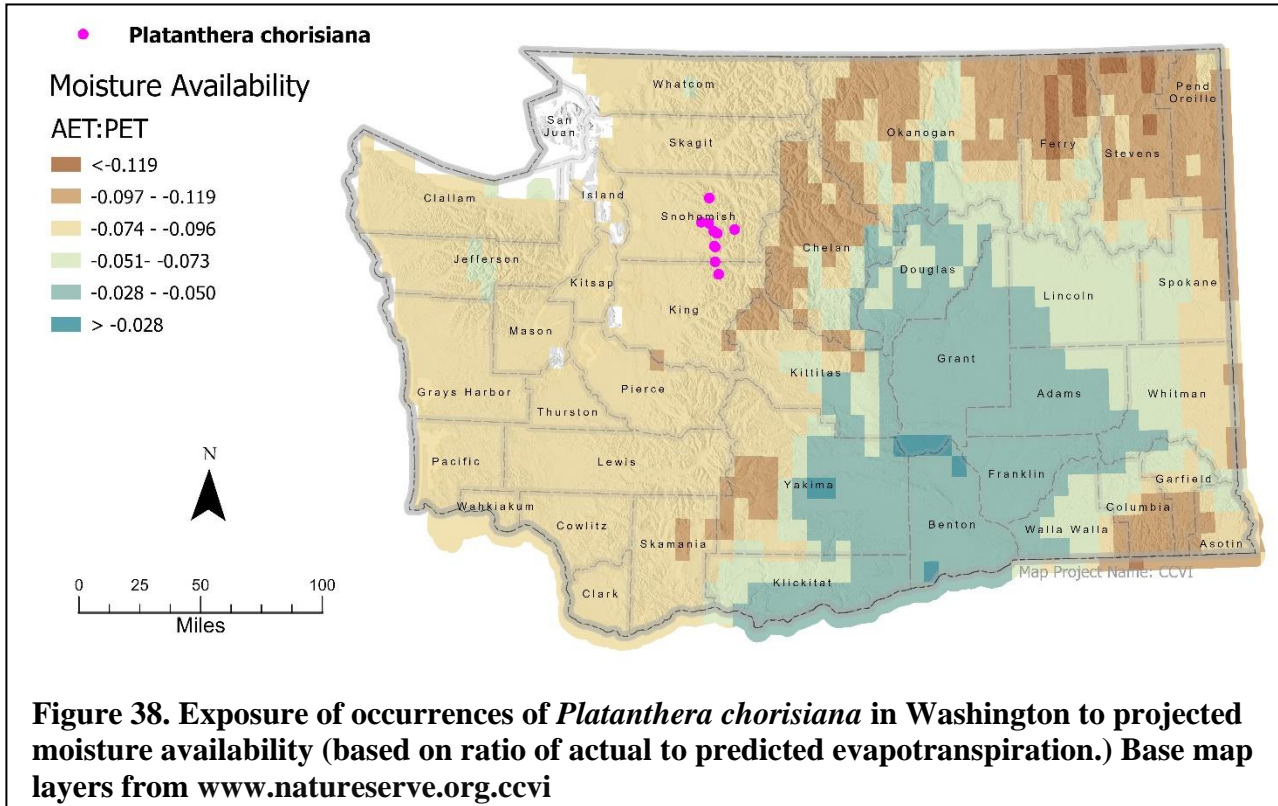 Platanthera chorisiana
Moisture Availability
AET:PET
<-0.119
-0.097 - -0.119
-0.074 - -0.096
-0.051- -0.073
-0.028 - -0.050
> -0.028
Whatcom
San
Juan
Skagit
Island
Clallam
Snohomish
Jefferson
Kitsap
King
Mason
Grays Harbor
Pierce
Thurston
Pacific
Lewis
Wahkiakum
Cowlitz
Skamania
Clark
Okanogan
Ferry
Stevens
Pend
Oreille
Chelan
Douglas
Lincoln
Spokane
Kittitas
Grant
Adams
Whitman
Yakima
Franklin
Garfield
Columbia
Benton
Walla Walla
Asotin
Klickitat
Map Project Name: CCVI
N
0 25 50 100
Miles
Figure 38. Exposure of occurrences of Platanthera chorisiana in Washington to projected
moisture availability (based on ratio of actual to predicted evapotranspiration.) Base map
layers from www.natureserve.org.ccvi